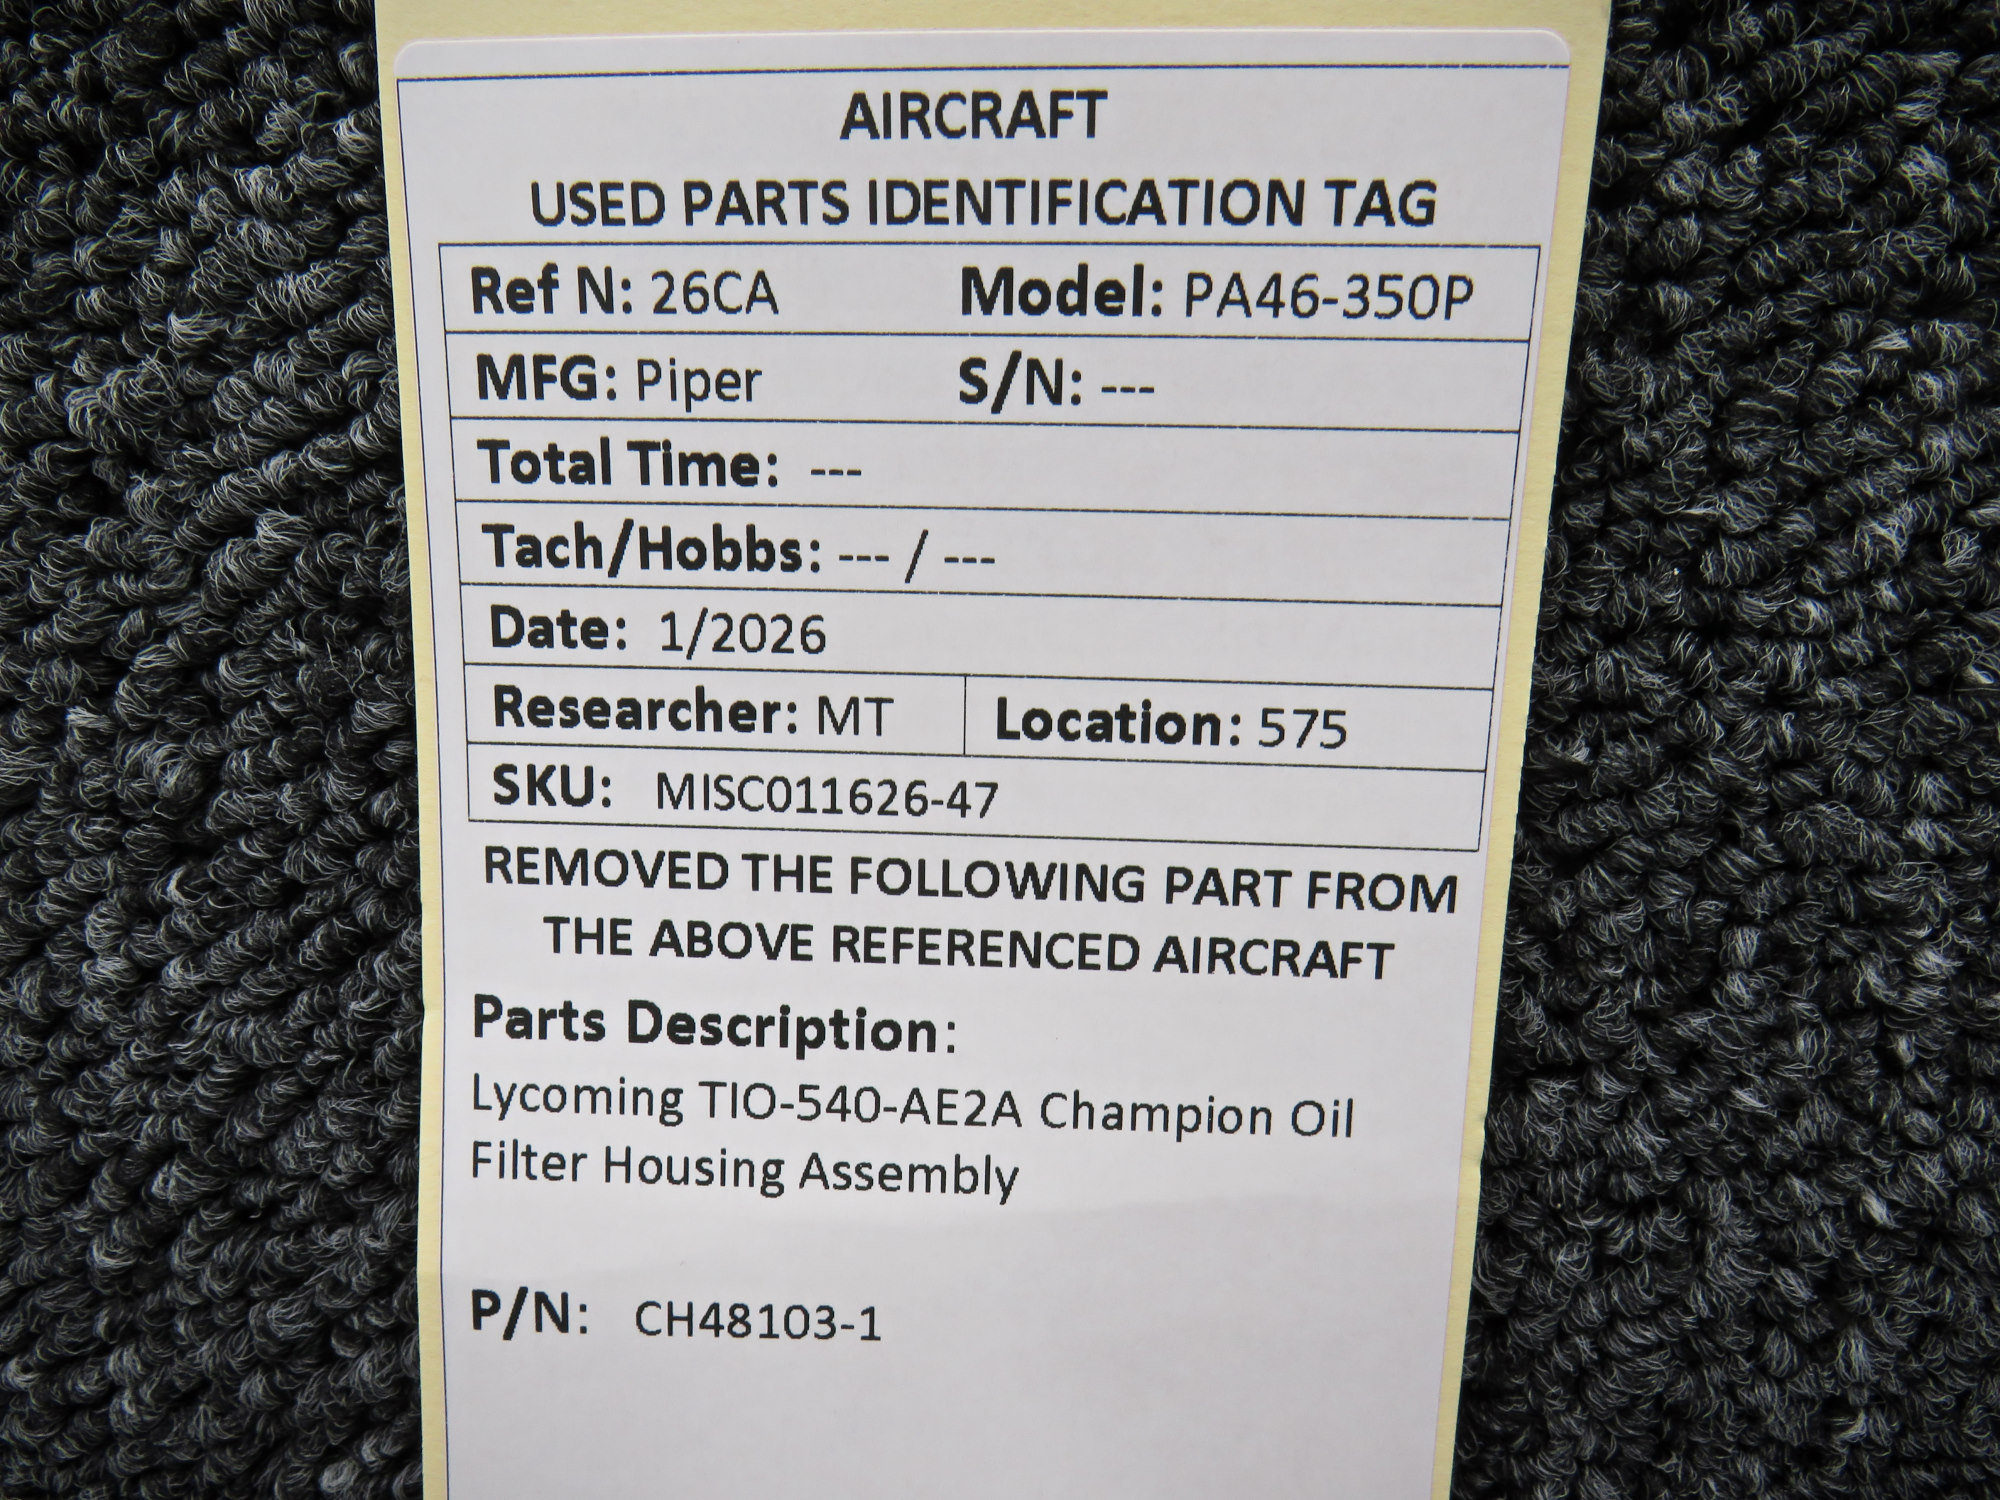 AIRCRAFT
USED PARTS IDENTIFICATION TAG
Ref N: 26CA Model: PA46-350P
MFG: Piper S/N: ---
Total Time: ---
Tach/Hobbs: --- / ---
Date: 1/2026
Researcher: MT Location: 575
SKU: MISC011626-47
REMOVED THE FOLLOWING PART FROM
THE ABOVE REFERENCED AIRCRAFT
Parts Description:
Lycoming TIO-540-AE2A Champion Oil
Filter Housing Assembly
P/N: CH48103-1